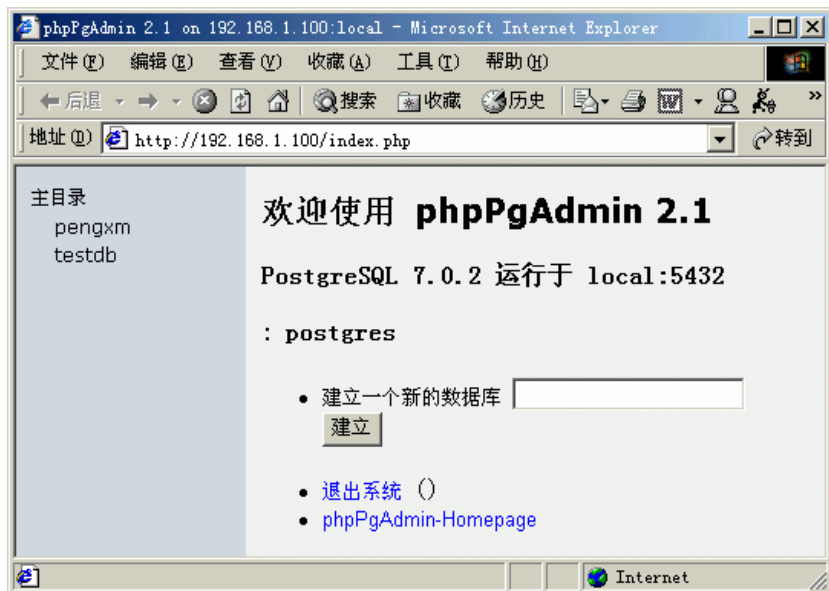 phpPgAdmin 2.1 on 192.168.1.100:local - Microsoft Internet Explorer
文件(F) 编辑(E) 查看(V) 收藏(A) 工具(T) 帮助(H)
后退 搜索 收藏 历史 »
地址(D) http://192.168.1.100/index.php 转到
主目录
pengxm
testdb
欢迎使用 phpPgAdmin 2.1
PostgreSQL 7.0.2 运行于 local:5432
: postgres
建立一个新的数据库
建立
退出系统 ()
phpPgAdmin-Homepage
Internet